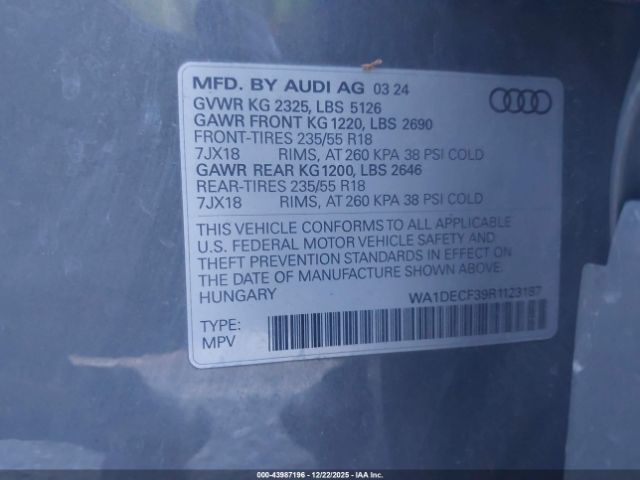 MFD. BY AUDI AG 03 24
GVWR KG 2325, LBS 5126
GAWR FRONT KG 1220, LBS 2690
FRONT-TIRES 235/55 R18
7JX18 RIMS, AT 260 KPA 38 PSI COLD
GAWR REAR KG1200, LBS 2646
REAR-TIRES 235/55 R18
7JX18 RIMS, AT 260 KPA 38 PSI COLD
THIS VEHICLE CONFORMS TO ALL APPLICABLE
U.S. FEDERAL MOTOR VEHICLE SAFETY AND
THEFT PREVENTION STANDARDS IN EFFECT ON
THE DATE OF MANUFACTURE SHOWN ABOVE.
HUNGARY WA1DECF39R1123187
TYPE:
MPV
000-43987196 - 12/22/2025 - IAA Inc.